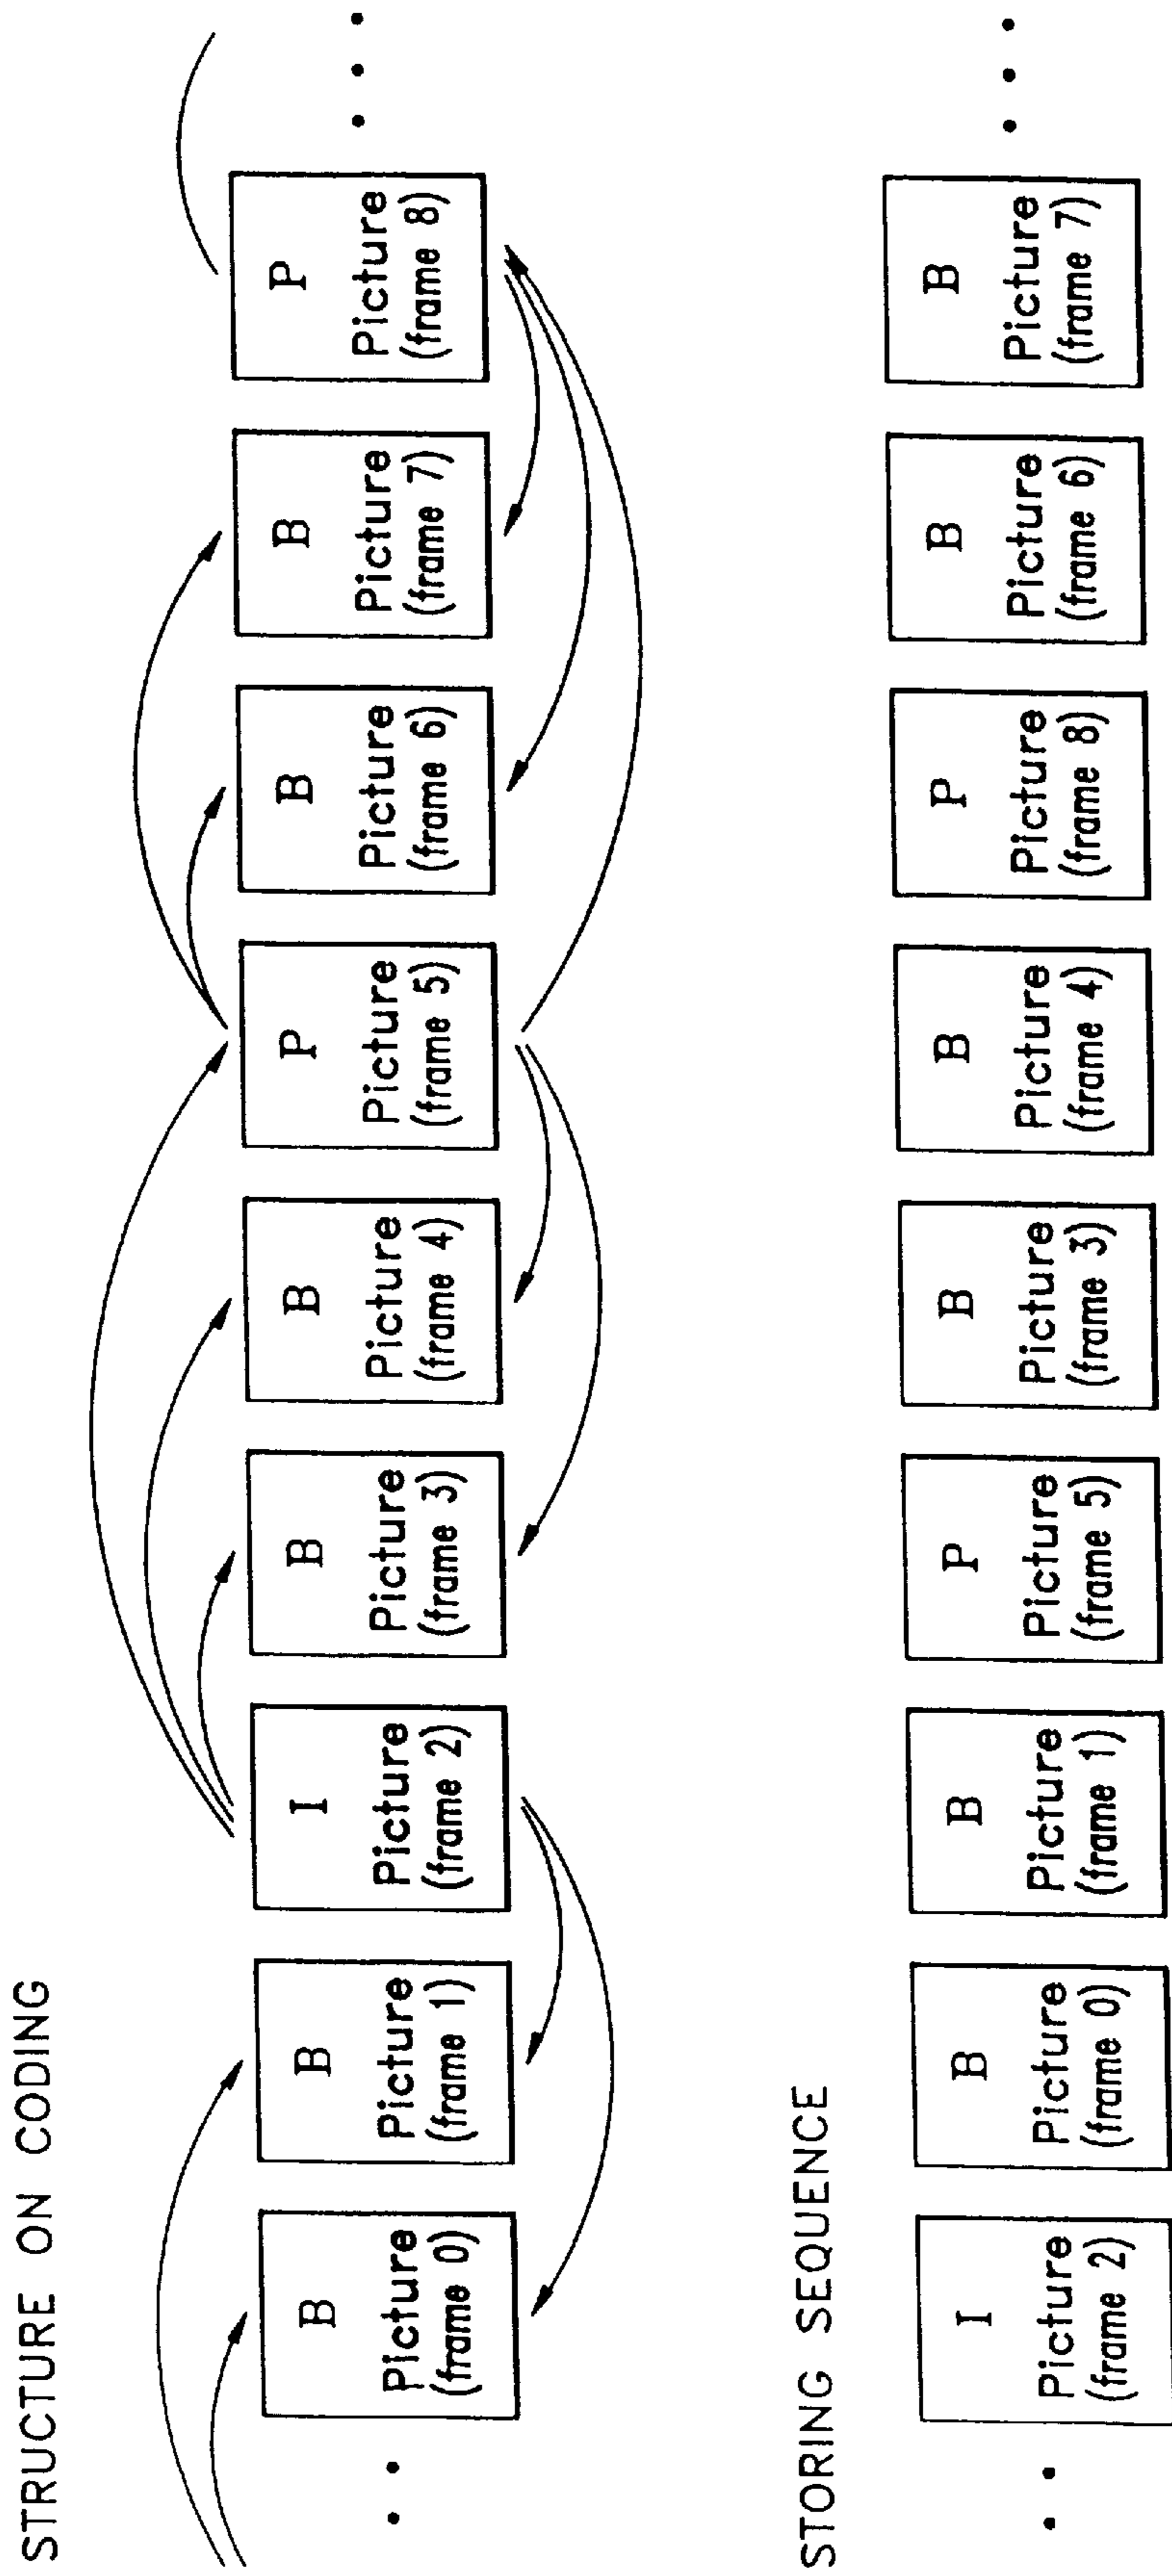 STRUCTURE ON CODING
B
Picture
(frame 0)
B
Picture
(frame 1)
I
Picture
(frame 2)
B
Picture
(frame 3)
B
Picture
(frame 4)
P
Picture
(frame 5)
B
Picture
(frame 6)
B
Picture
(frame 7)
P
Picture
(frame 8)
STORING SEQUENCE
I
Picture
(frame 2)
B
Picture
(frame 0)
B
Picture
(frame 1)
P
Picture
(frame 5)
B
Picture
(frame 3)
B
Picture
(frame 4)
P
Picture
(frame 8)
B
Picture
(frame 6)
B
Picture
(frame 7)